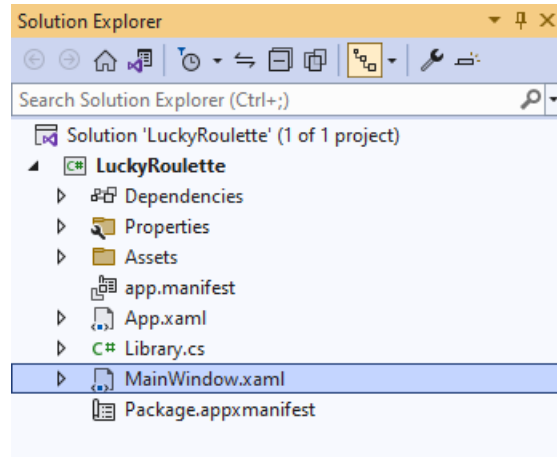 Solution Explorer
Search Solution Explorer (Ctrl+;)
Solution 'LuckyRoulette' (1 of 1 project)
C# LuckyRoulette
Dependencies
Properties
Assets
app.manifest
App.xaml
C# Library.cs
MainWindow.xaml
Package.appxmanifest